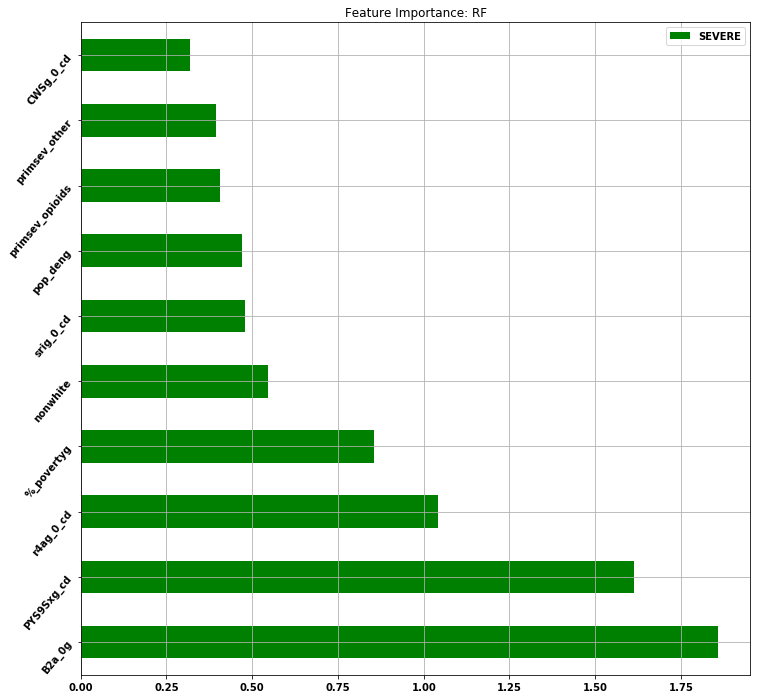 Feature Importance: RF
SEVERE
CWSg_0_cd
primsev_other
primsev_opioids
pop_deng
srig_0_cd
nonwhite
%_povertyg
r4ag_0_cd
PYS9Sxg_cd
B2a_0g
0.00 0.25 0.50 0.75 1.00 1.25 1.50 1.75